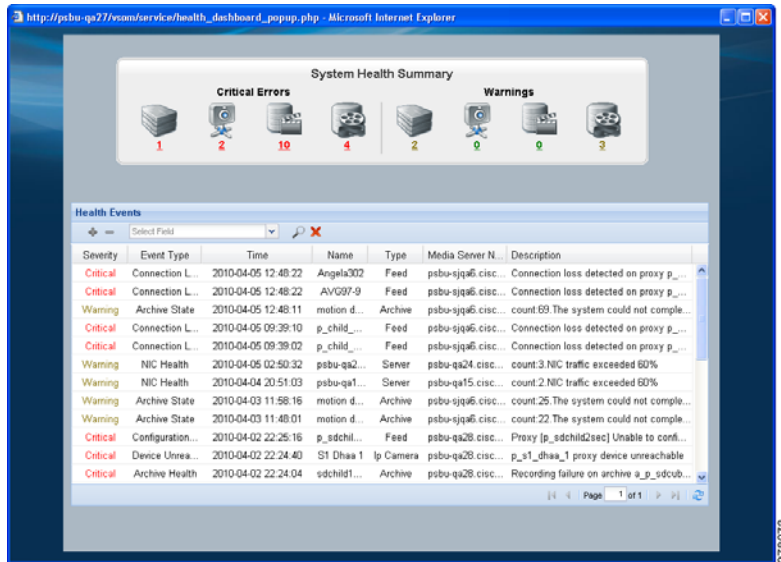 http://psbu-qa27/vsom/service/health_dashboard_popup.php - Microsoft Internet Explorer
System Health Summary
Critical Errors Warnings
1 2 10 4 2 0 0 3
Health Events
Select Field
Severity Event Type Time Name Type Media Server N... Description
Critical Connection L... 2010-04-05 12:48:22 Angela302 Feed psbu-sjqa6.cisc... Connection loss detected on proxy p_...
Critical Connection L... 2010-04-05 12:48:22 AVG97-9 Feed psbu-sjqa6.cisc... Connection loss detected on proxy p_...
Warning Archive State 2010-04-05 12:48:11 motion d... Archive psbu-sjqa6.cisc... count:69.The system could not comple...
Critical Connection L... 2010-04-05 09:39:10 p_child_... Feed psbu-sjqa6.cisc... Connection loss detected on proxy p_...
Critical Connection L... 2010-04-05 09:39:02 p_child_... Feed psbu-sjqa6.cisc... Connection loss detected on proxy p_...
Warning NIC Health 2010-04-05 02:50:32 psbu-qa2... Server psbu-qa24.cisc... count:3.NIC traffic exceeded 60%
Warning NIC Health 2010-04-04 20:51:03 psbu-qa1... Server psbu-qa15.cisc... count:2.NIC traffic exceeded 60%
Warning Archive State 2010-04-03 11:58:16 motion d... Archive psbu-sjqa6.cisc... count:25.The system could not comple...
Warning Archive State 2010-04-03 11:48:01 motion d... Archive psbu-sjqa6.cisc... count:22.The system could not comple...
Critical Configuration... 2010-04-02 22:25:16 p_sdchil... Feed psbu-qa28.cisc... Proxy [p_sdchild2sec] Unable to confi...
Critical Device Unrea... 2010-04-02 22:24:40 S1 Dhaa 1 Ip Camera psbu-qa28.cisc... p_s1_dhaa_1 proxy device unreachable
Critical Archive Health 2010-04-02 22:24:04 sdchild1... Archive psbu-qa28.cisc... Recording failure on archive a_p_sdcub...
Page 1 of 1